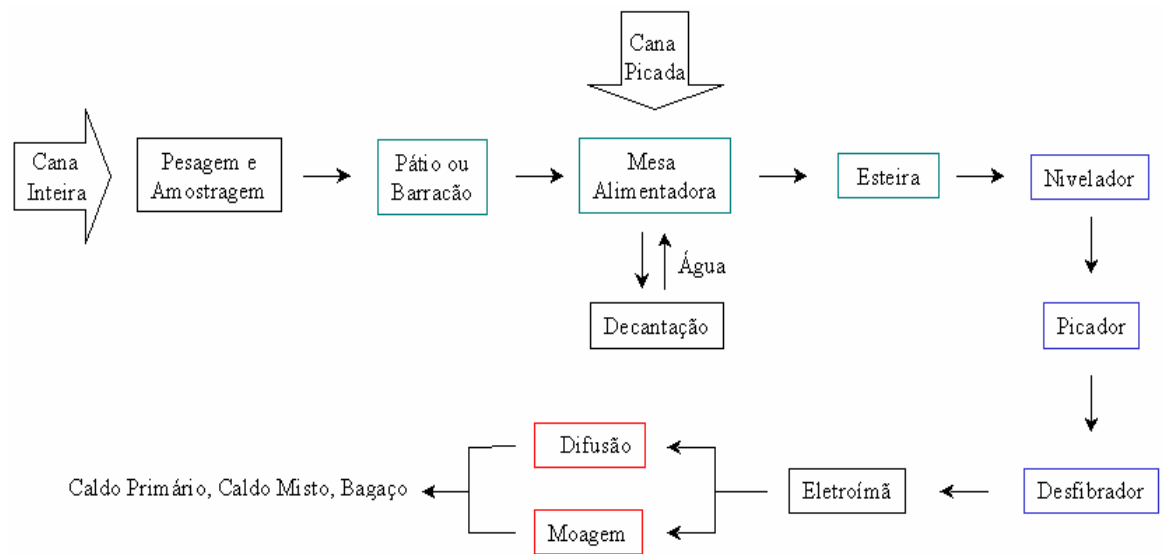 Cana
Picada
Cana
Inteira
Pesagem e
Amostragem
Pátio ou
Barracão
Mesa
Alimentadora
Esteira
Nivelador
Água
Decantação
Picador
Difusão
Caldo Primário, Caldo Misto, Bagaço
Eletroímã
Desfibrador
Moagem